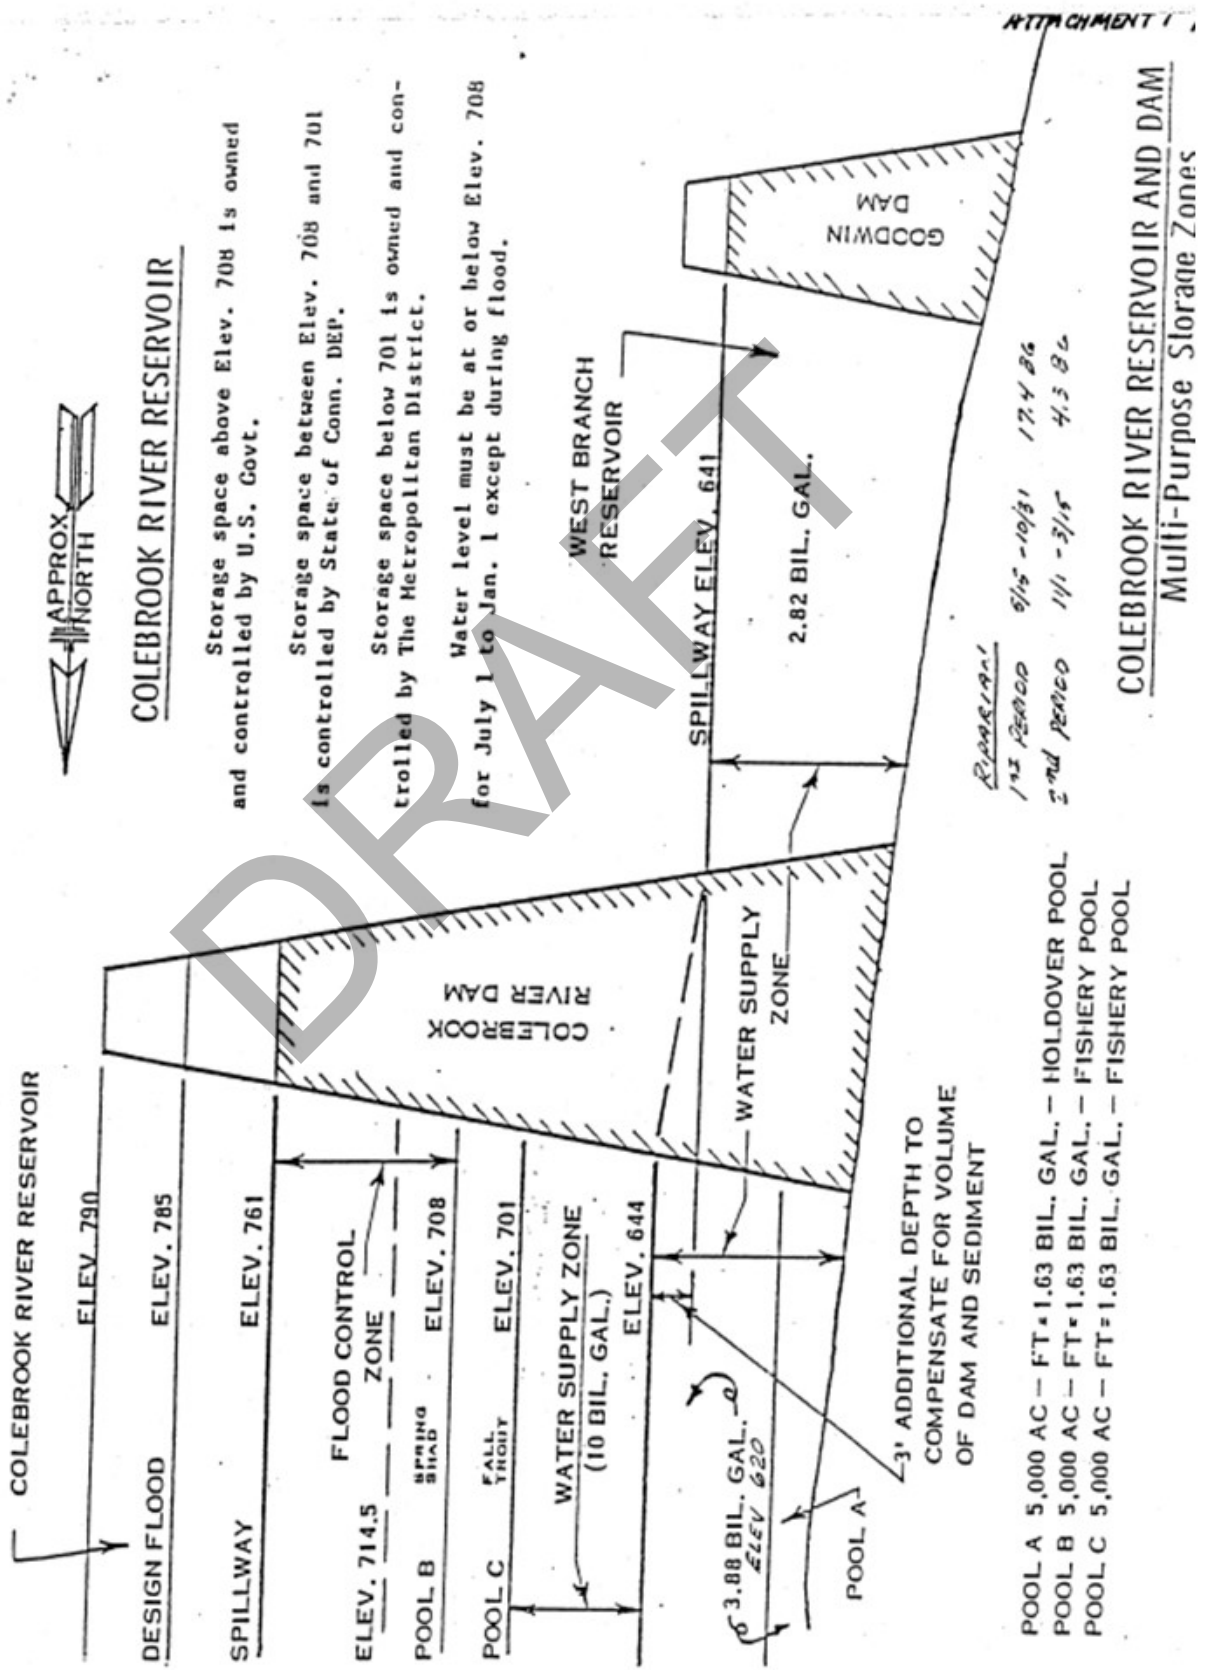 ATTACHMENT 1
APPROX.
NORTH
COLEBROOK RIVER RESERVOIR
Storage space above Elev. 708 is owned
and controlled by U.S. Govt.
Storage space between Elev. 708 and 701
is controlled by State of Conn. DEP.
Storage space below 701 is owned and con-
trolled by The Metropolitan District.
Water level must be at or below Elev. 708
for July 1 to Jan. 1 except during flood.
COLEBROOK RIVER RESERVOIR
ELEV. 790
DESIGN FLOOD ELEV. 785
SPILLWAY ELEV. 761
FLOOD CONTROL
ZONE
ELEV. 714.5
POOL B SPRING SHAD ELEV. 708
POOL C FALL TROUT ELEV. 701
WATER SUPPLY ZONE
(10 BIL. GAL.)
ELEV. 644
3.88 BIL. GAL.
ELEV 620
POOL A
COLEBROOK
RIVER DAM
WATER SUPPLY
ZONE
3' ADDITIONAL DEPTH TO
COMPENSATE FOR VOLUME
OF DAM AND SEDIMENT
WEST BRANCH
RESERVOIR
SPILLWAY ELEV. 641
2.82 BIL. GAL.
GOODWIN
DAM
RIPARIAN
1st PERIOD 5/15 - 10/31 17.4 BG
2nd PERIOD 11/1 - 3/15 4.3 BG
POOL A 5,000 AC - FT = 1.63 BIL. GAL. - HOLDOVER POOL
POOL B 5,000 AC - FT = 1.63 BIL. GAL. - FISHERY POOL
POOL C 5,000 AC - FT = 1.63 BIL. GAL. - FISHERY POOL
COLEBROOK RIVER RESERVOIR AND DAM
Multi-Purpose Storage Zones
DRAFT